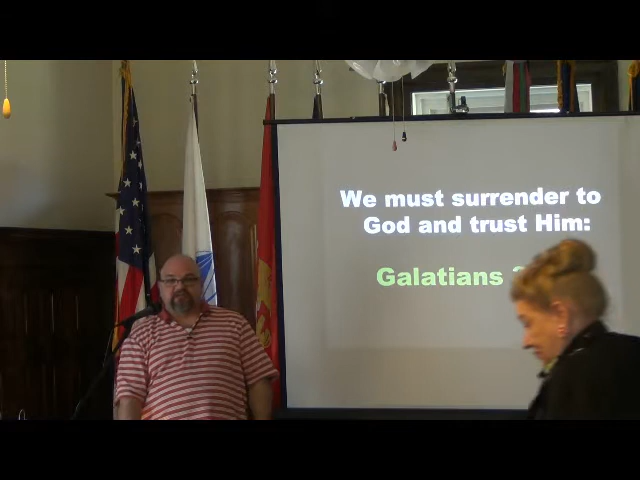 We must surrender to
God and trust Him:
Galatians